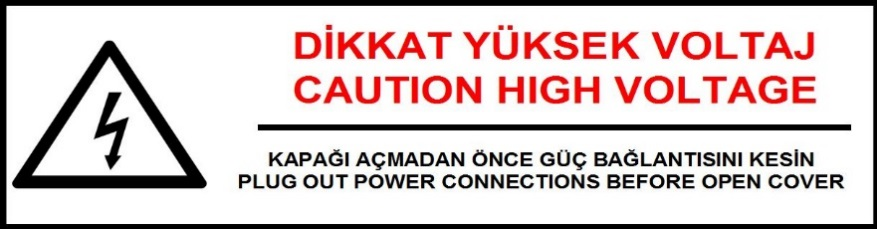 DİKKAT YÜKSEK VOLTAJ
CAUTION HIGH VOLTAGE
KAPAĞI AÇMADAN ÖNCE GÜÇ BAĞLANTISINI KESİN
PLUG OUT POWER CONNECTIONS BEFORE OPEN COVER